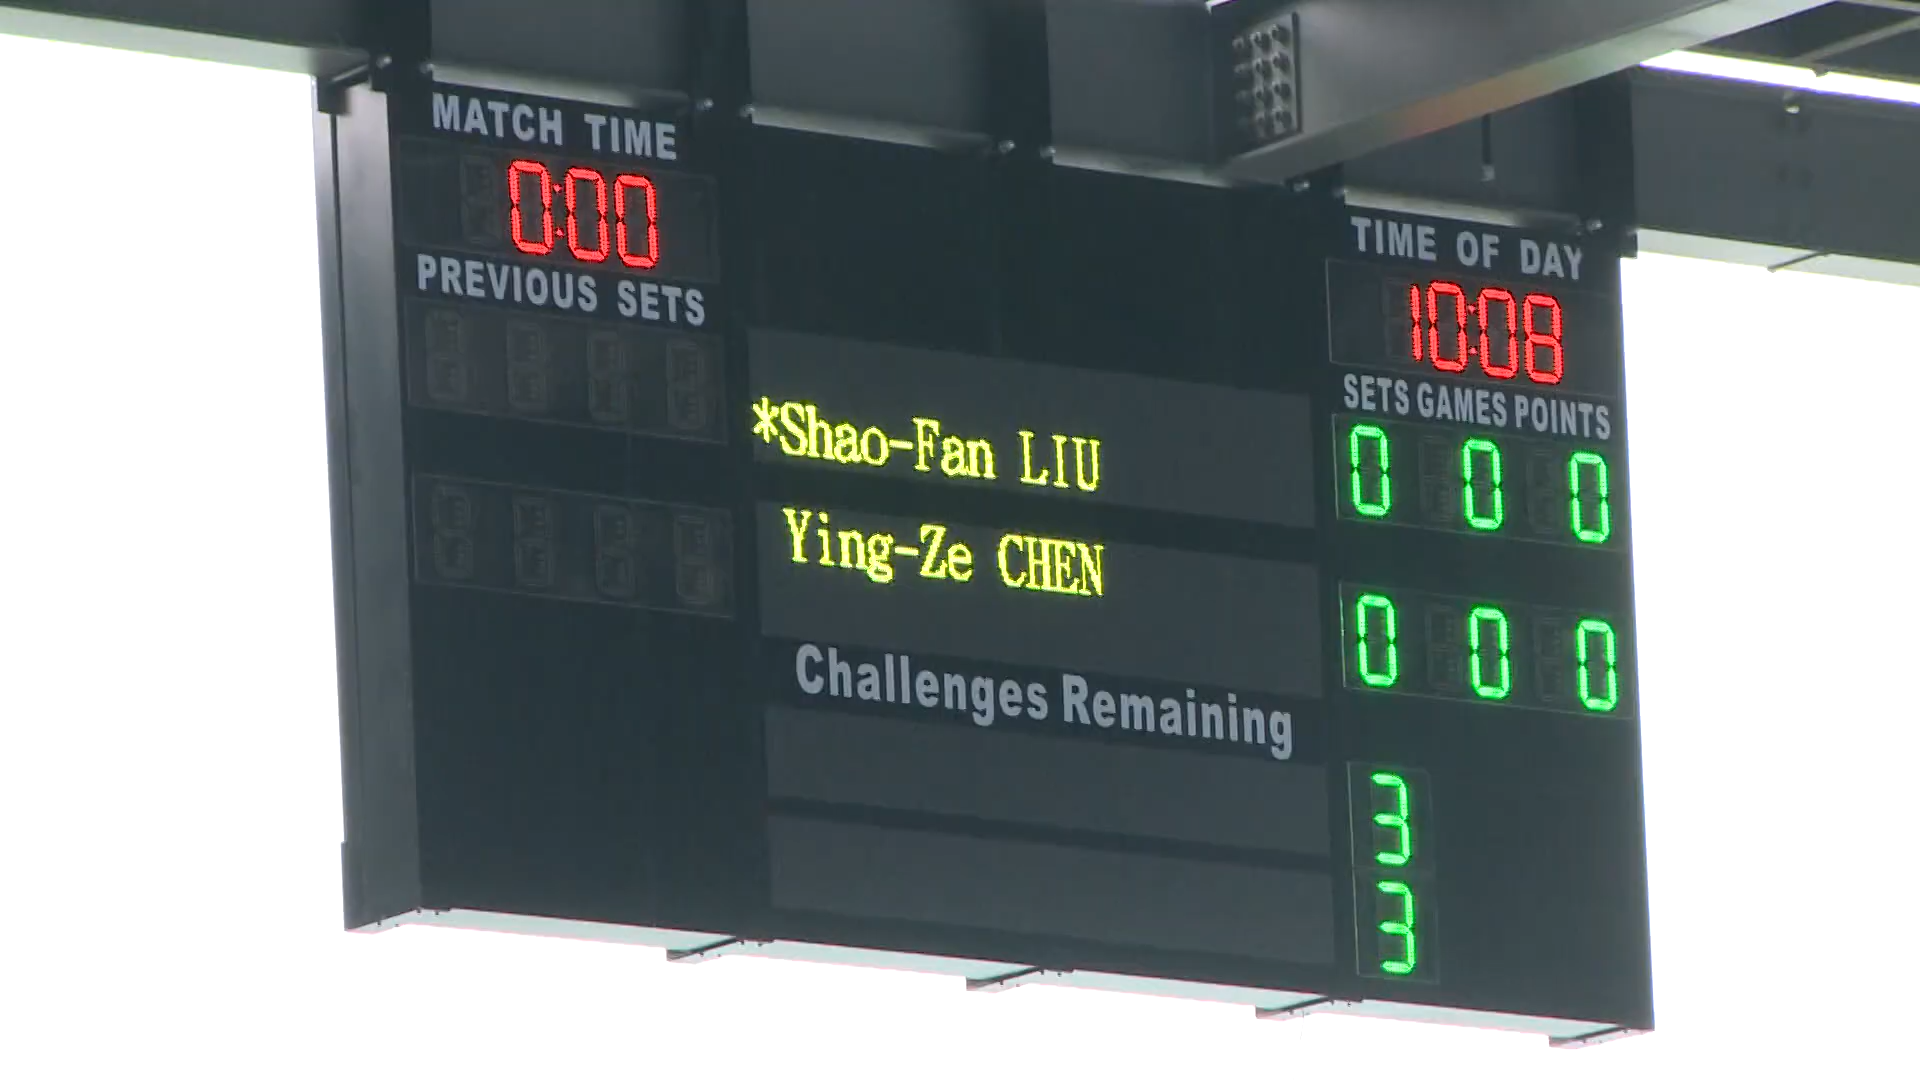 MATCH TIME
0:00
PREVIOUS SETS
TIME OF DAY
10:08
SETS GAMES POINTS
*Shao-Fan LIU 0 0 0
Ying-Ze CHEN 0 0 0
Challenges Remaining
3
3